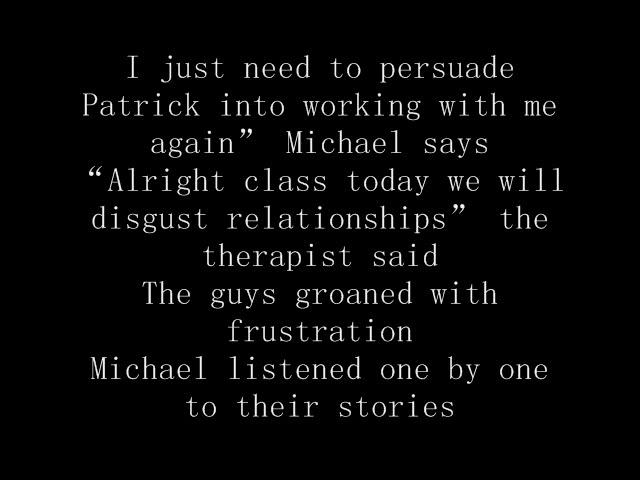 I just need to persuade
Patrick into working with me
again” Michael says
“Alright class today we will
disgust relationships” the
therapist said
The guys groaned with
frustration
Michael listened one by one
to their stories